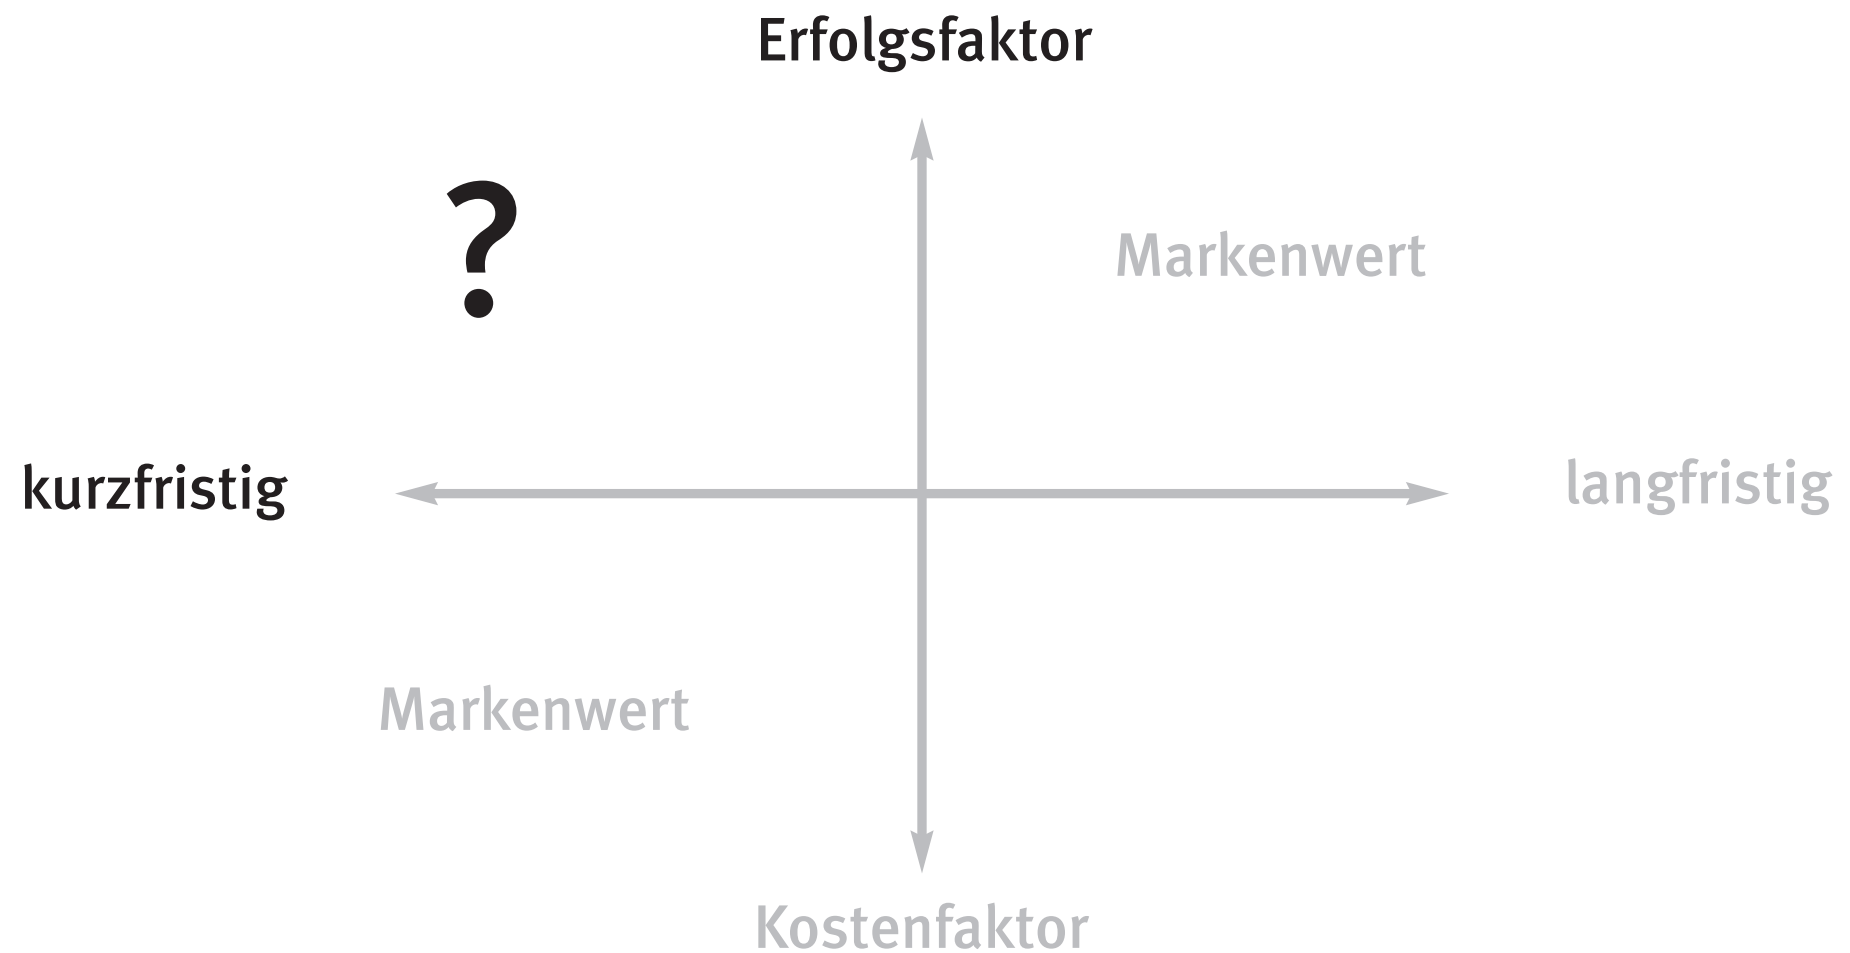 Erfolgsfaktor
?
Markenwert
kurzfristig
langfristig
Markenwert
Kostenfaktor